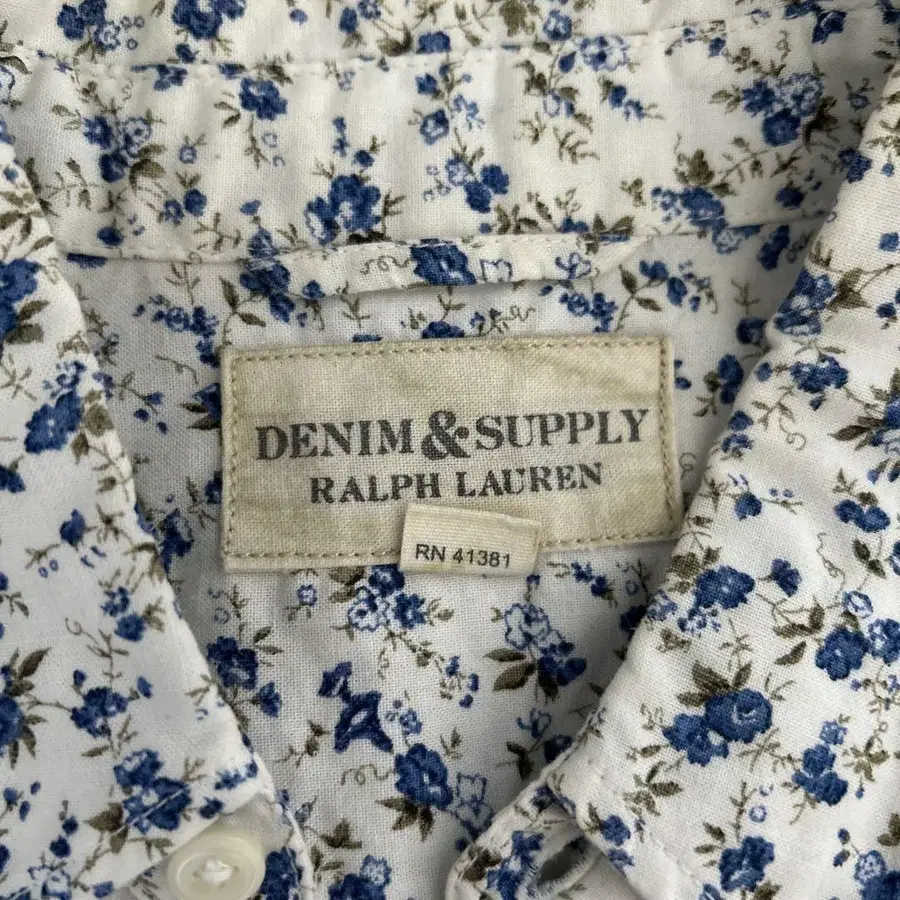 DENIM & SUPPLY
RALPH LAUREN
RN 41381